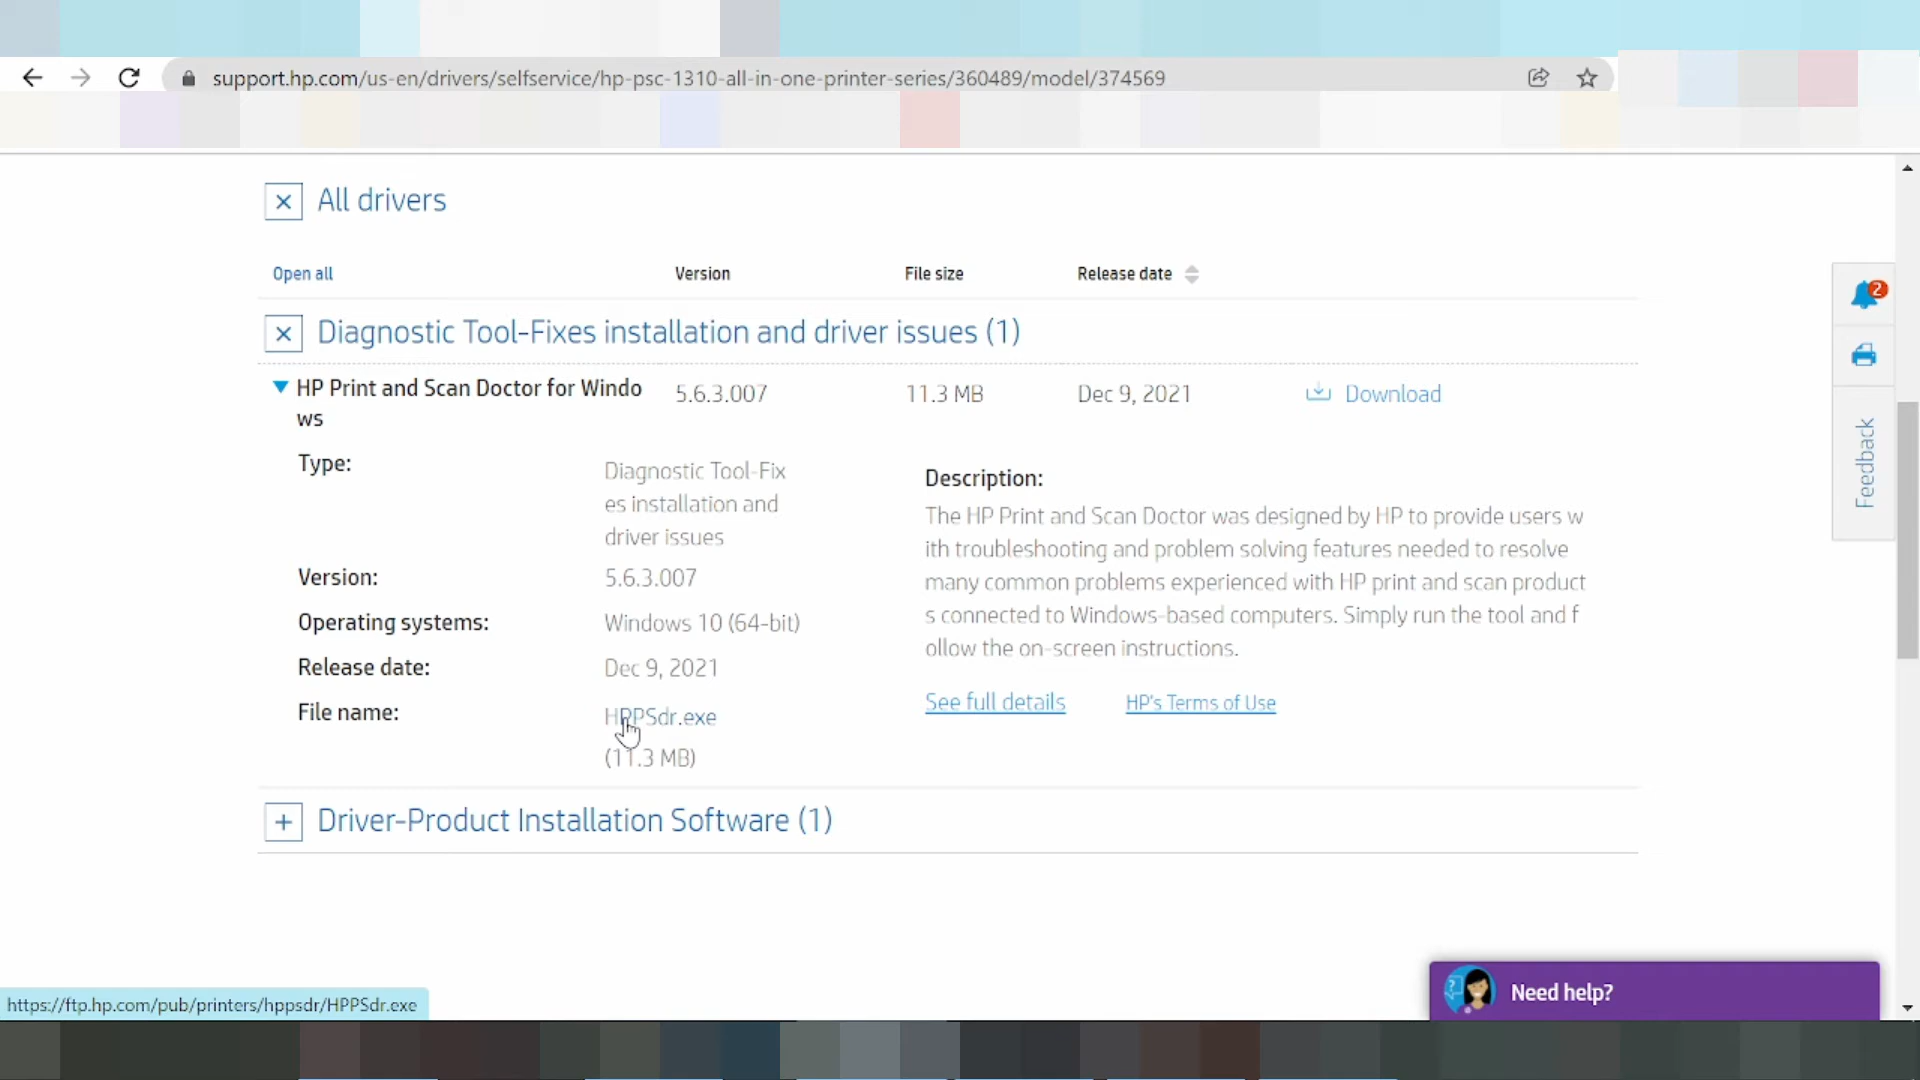 support.hp.com/us-en/drivers/selfservice/hp-psc-1310-all-in-one-printer-series/360489/model/374569
All drivers
Open all Version File size Release date
2
Diagnostic Tool-Fixes installation and driver issues (1)
HP Print and Scan Doctor for Windo
ws
5.6.3.007 11.3 MB Dec 9, 2021 Download
Type:
Diagnostic Tool-Fix
es installation and
driver issues
Version: 5.6.3.007
Operating systems: Windows 10 (64-bit)
Release date: Dec 9, 2021
File name: HPPSdr.exe
(11.3 MB)
Description:
The HP Print and Scan Doctor was designed by HP to provide users w
ith troubleshooting and problem solving features needed to resolve
many common problems experienced with HP print and scan product
s connected to Windows-based computers. Simply run the tool and f
ollow the on-screen instructions.
See full details HP's Terms of Use
Feedback
Driver-Product Installation Software (1)
Need help?
https://ftp.hp.com/pub/printers/hppsdr/HPPSdr.exe